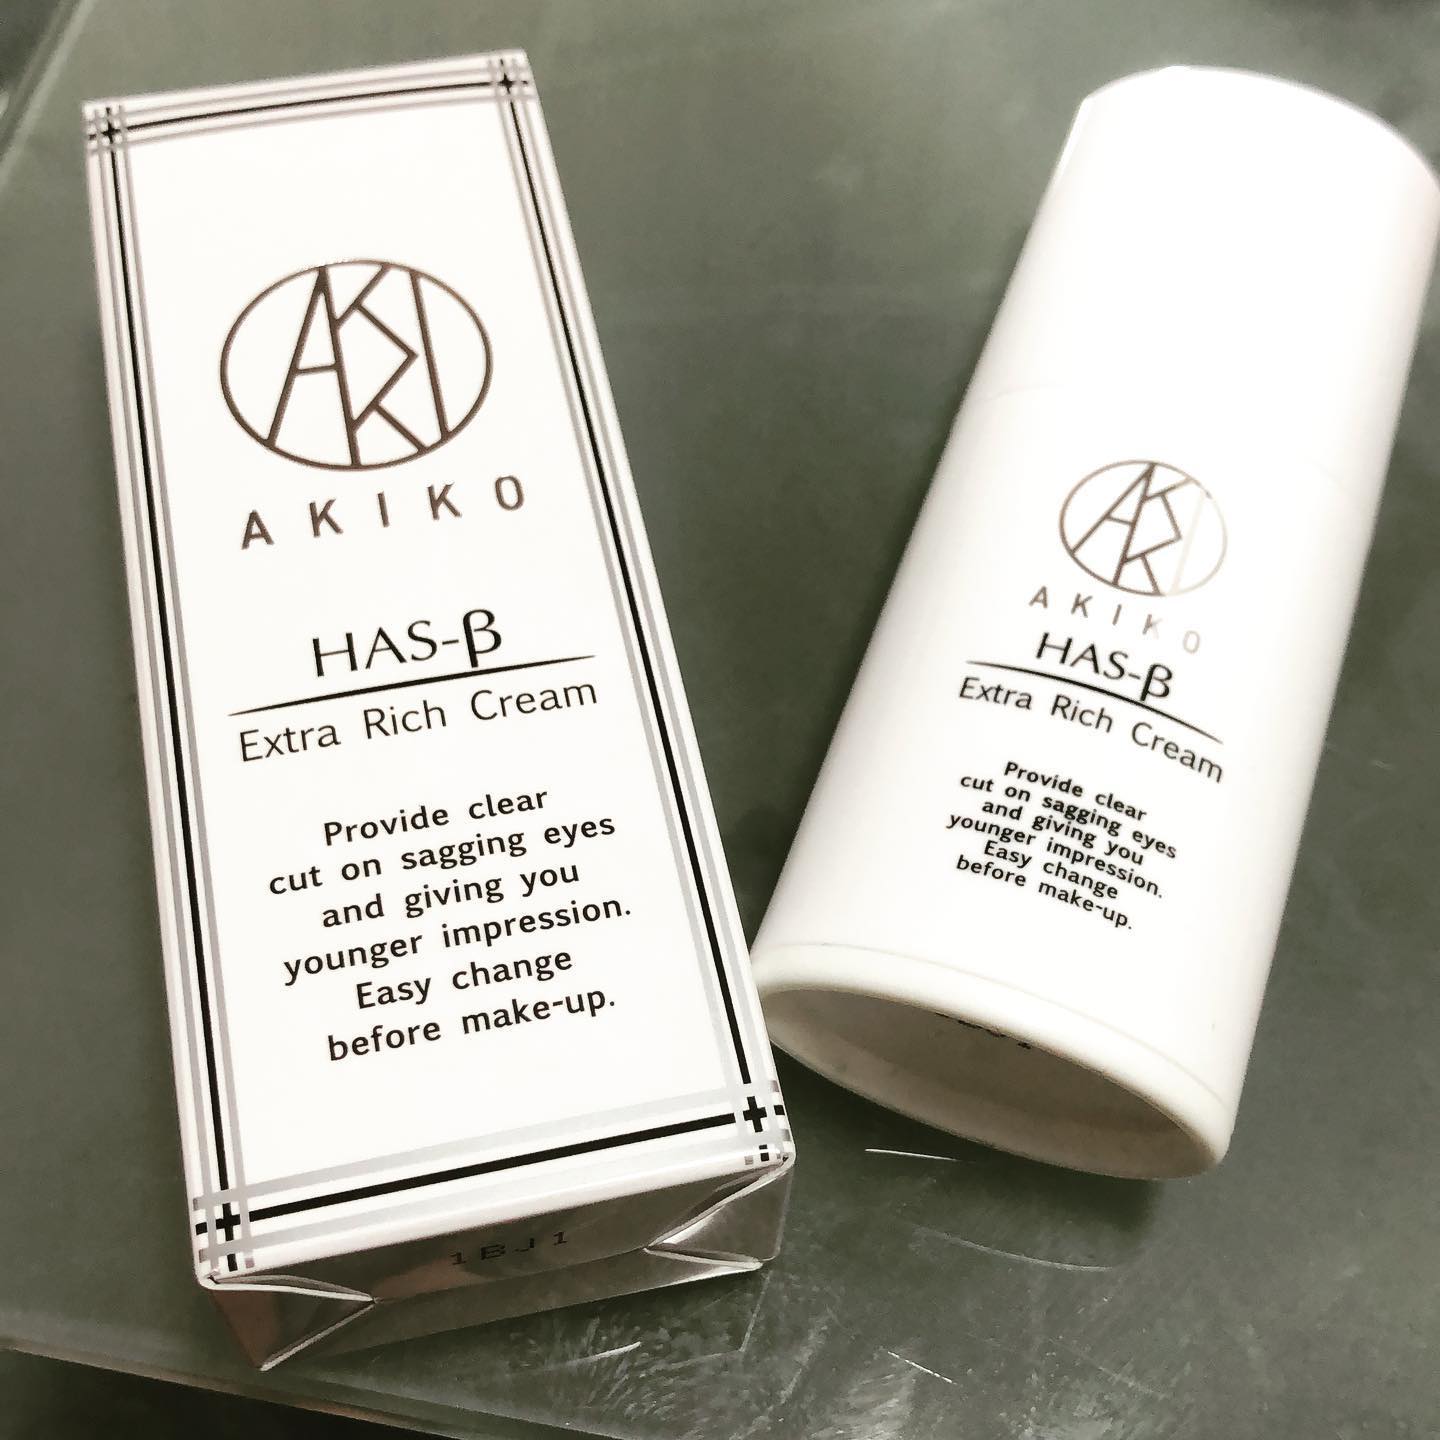 AKIKO
AKIKO
HAS-β
Extra Rich Cream
Provide clear
cut on sagging eyes
and giving you
younger impression.
Easy change
before make-up.
1BJ1
AKIKO
AKIKO
HAS-β
Extra Rich Cream
Provide clear
cut on sagging eyes
and giving you
younger impression.
Easy change
before make-up.